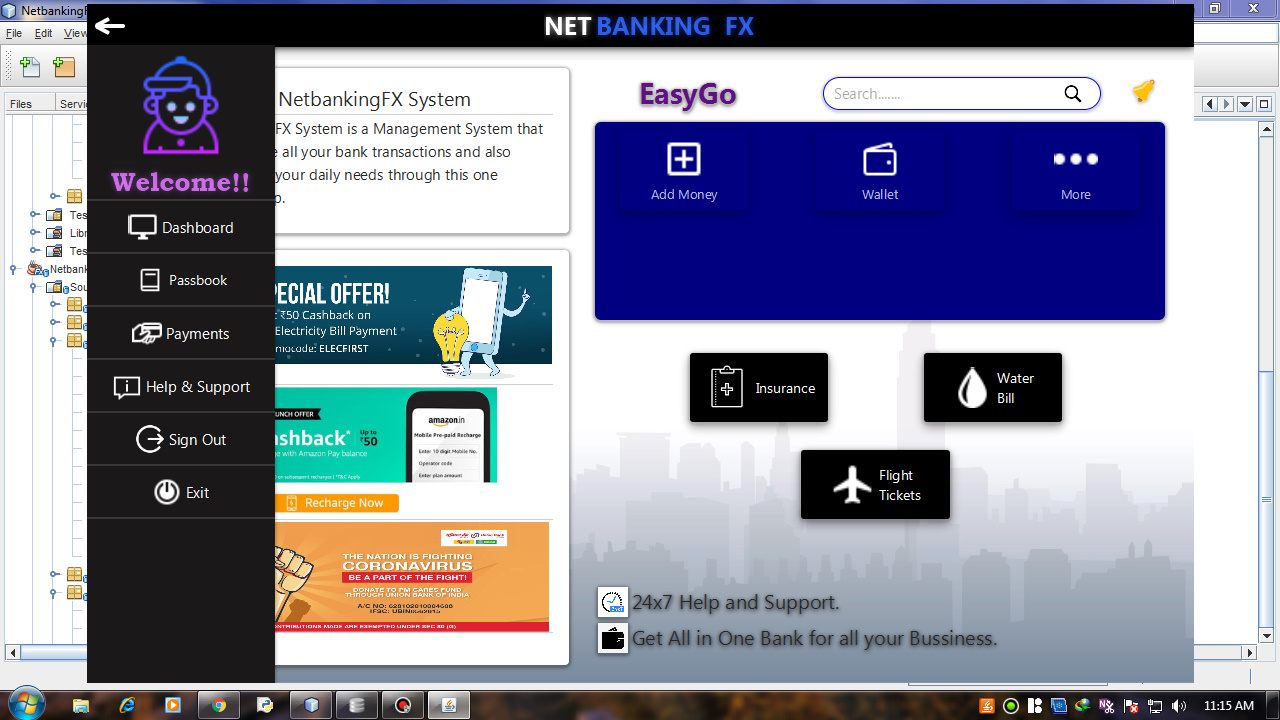 NetbankingF
NET BANKING FX
File Edit View
Files Servi
Tes
Libr
Tes
Netbank
Sou
Welcome!!
Dashboard
Passbook
Payments
Help & Support
Sign Out
Exit
NetbankingFX System
FX System is a Management System that
e all your bank transactions and also
your daily needs through this one
p.
PECIAL OFFER!
₹50 Cashback on
Electricity Bill Payment
mocode: ELECFIRST
UNCH OFFER
ashback* Up to ₹50
ge with Amazon Pay balance
on subsequent recharges | *T&C Apply
amazon.in
Mobile Pre-paid Recharge
Enter 10 digit Mobile No.
Operator code
Enter plan amount
Recharge Now
THE NATION IS FIGHTING
CORONAVIRUS
BE A PART OF THE FIGHT!
DONATE TO PM CARES FUND
THROUGH UNION BANK OF INDIA
ONTRIBUTIONS MADE ARE EXEMPTED UNDER SEC 80 (G)
EasyGo
Search.......
Add Money
Wallet
More
Insurance
Water
Bill
Flight
Tickets
24x7 Help and Support.
Get All in One Bank for all your Bussiness.
11:15 AM